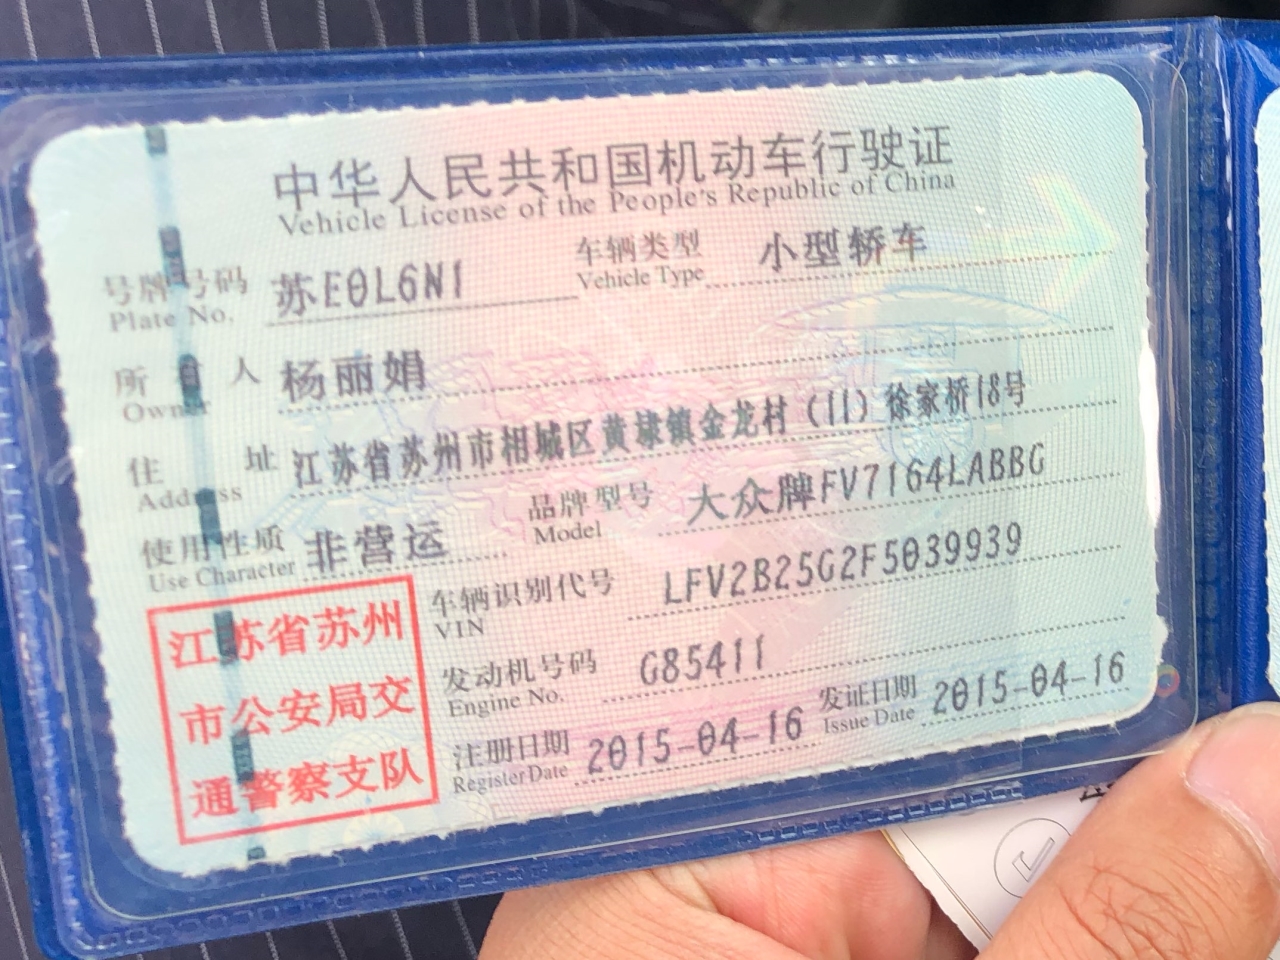 中华人民共和国机动车行驶证
Vehicle License of the People's Republic of China
号牌号码 苏E0L6N1 车辆类型 小型轿车
Plate No. Vehicle Type
所有人 杨丽娟
Owner
住址 江苏省苏州市相城区黄埭镇金龙村（11）徐家桥18号
Address
使用性质 非营运 品牌型号 大众牌FV7164LABBG
Use Character Model
车辆识别代号 LFV2B25G2F5039939
VIN
发动机号码 G85411
Engine No.
注册日期 2015-04-16 发证日期 2015-04-16
Register Date Issue Date
江苏省苏州
市公安局交
通警察支队